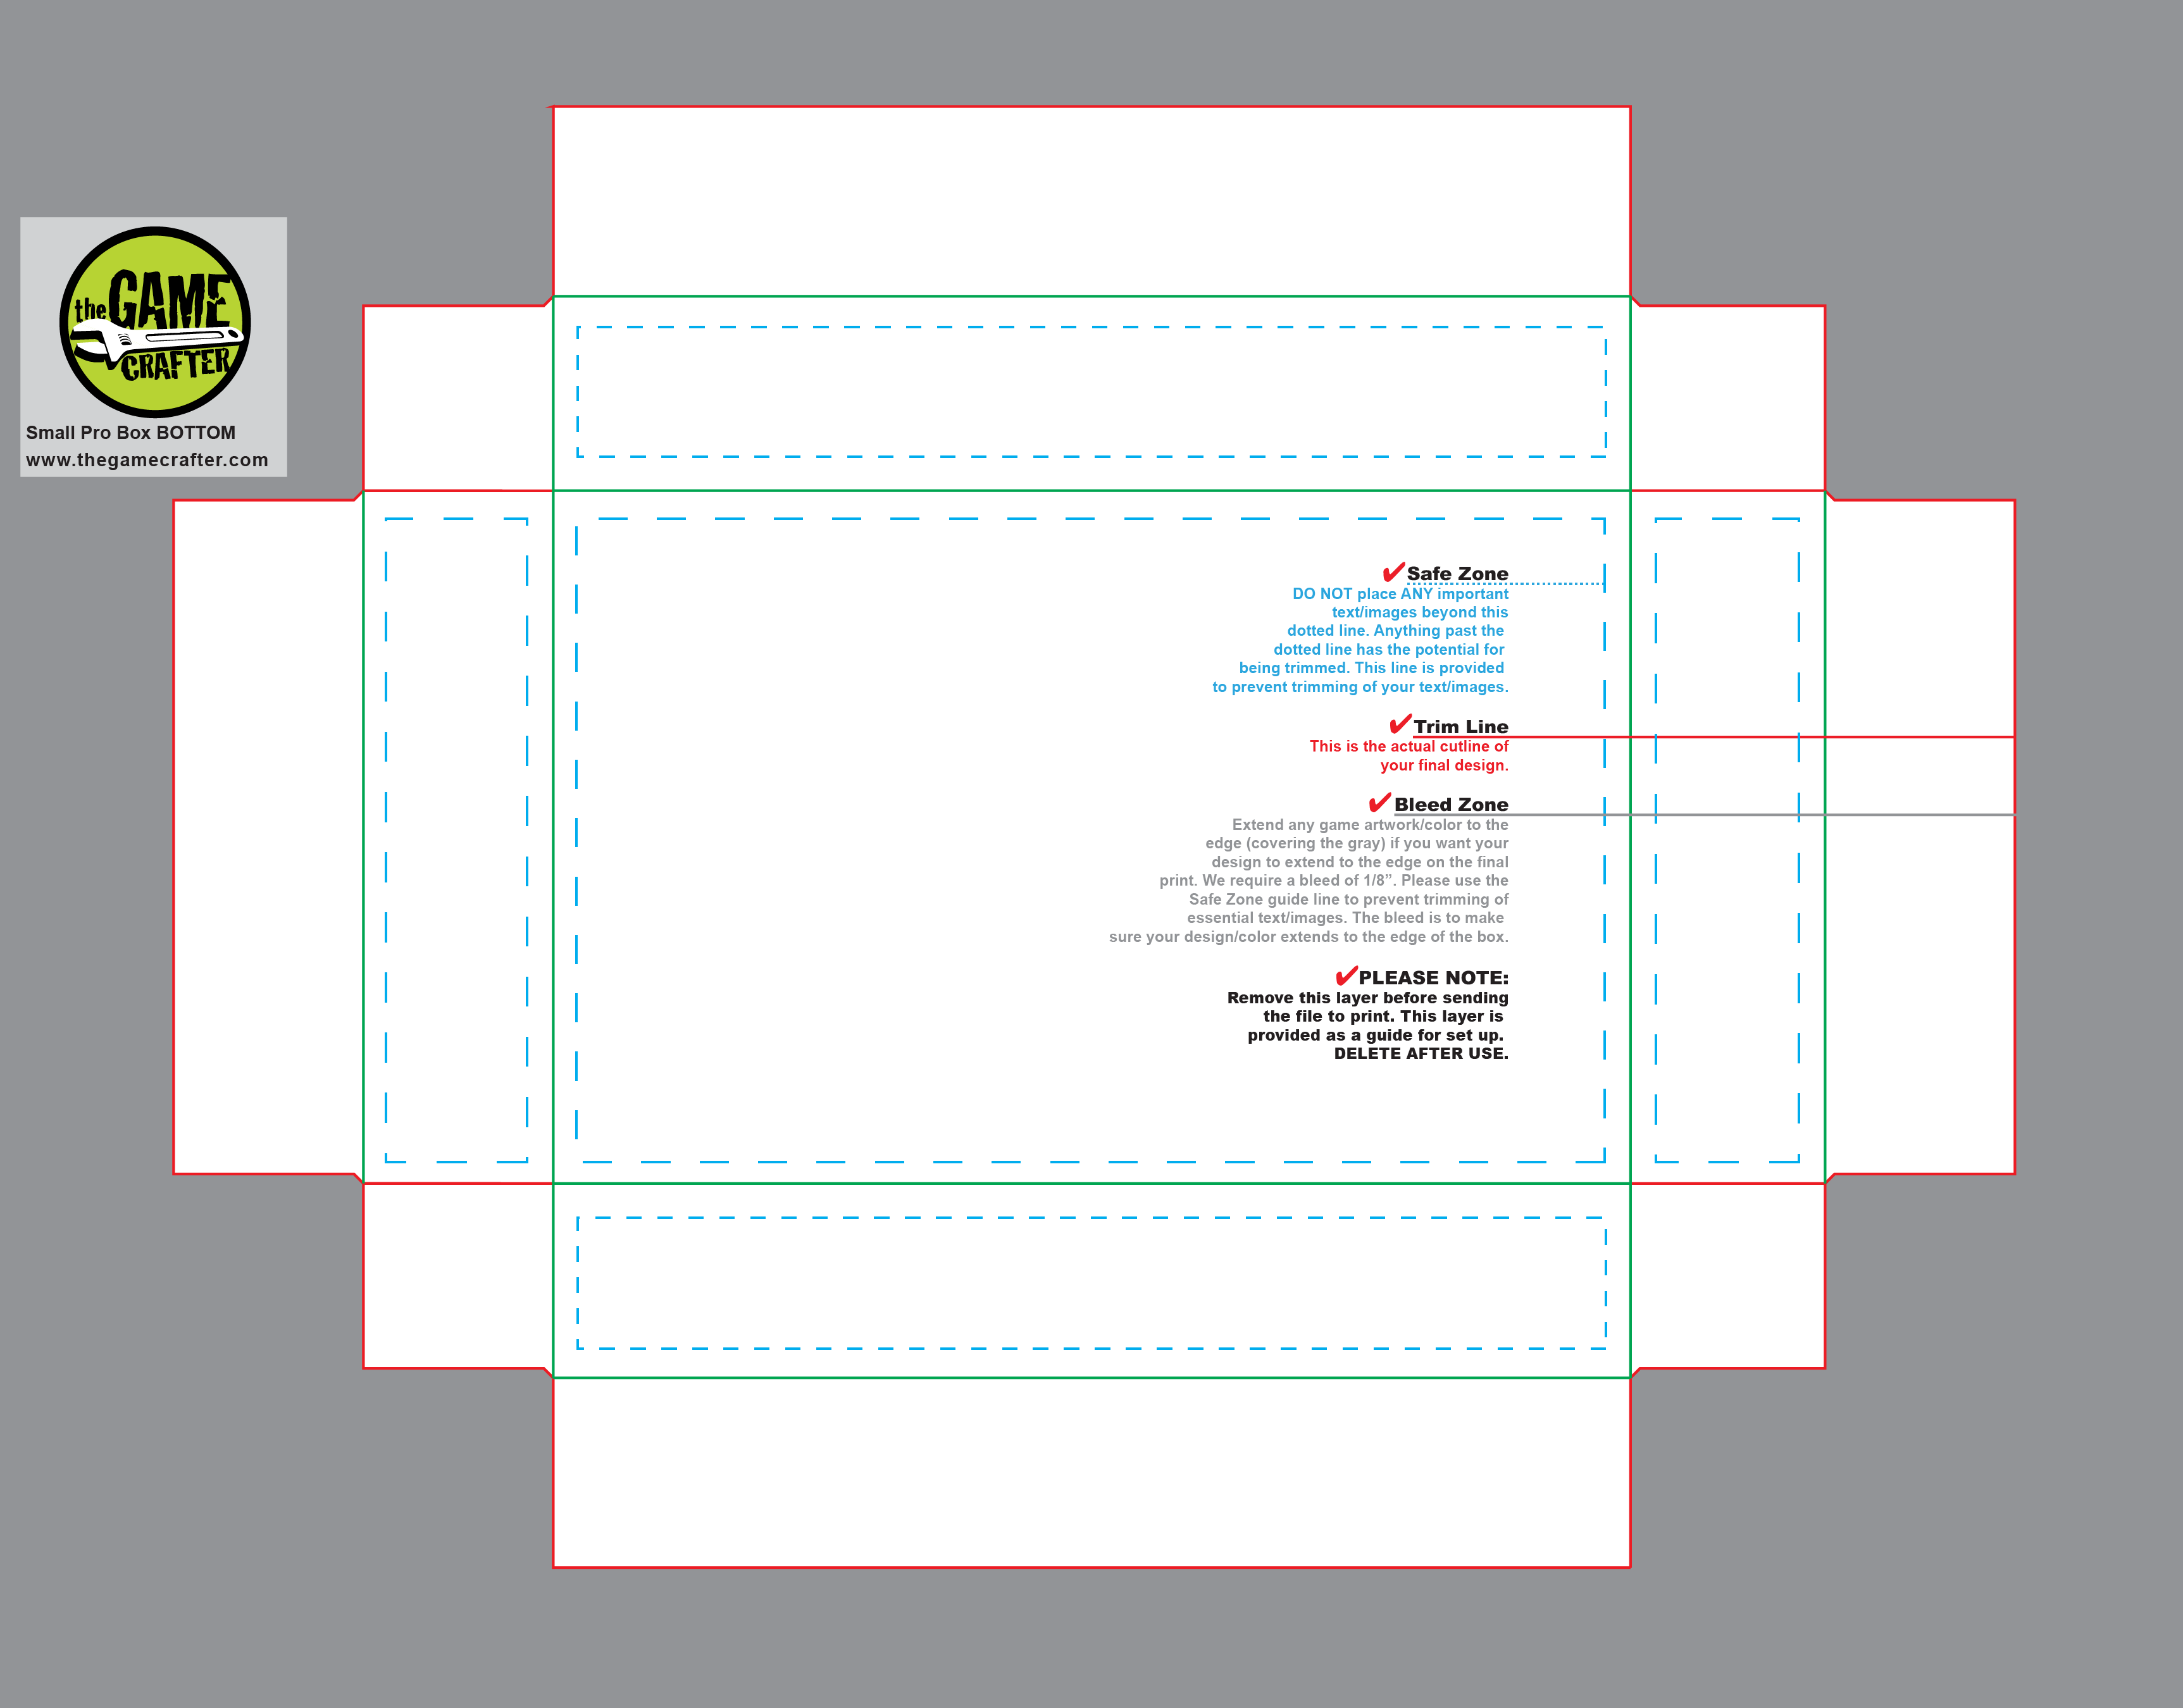 the GAME
CRAFTER
Small Pro Box BOTTOM
www.thegamecrafter.com
Safe Zone
DO NOT place ANY important
text/images beyond this
dotted line. Anything past the
dotted line has the potential for
being trimmed. This line is provided
to prevent trimming of your text/images.
Trim Line
This is the actual cutline of
your final design.
Bleed Zone
Extend any game artwork/color to the
edge (covering the gray) if you want your
design to extend to the edge on the final
print. We require a bleed of 1/8”. Please use the
Safe Zone guide line to prevent trimming of
essential text/images. The bleed is to make
sure your design/color extends to the edge of the box.
PLEASE NOTE:
Remove this layer before sending
the file to print. This layer is
provided as a guide for set up.
DELETE AFTER USE.